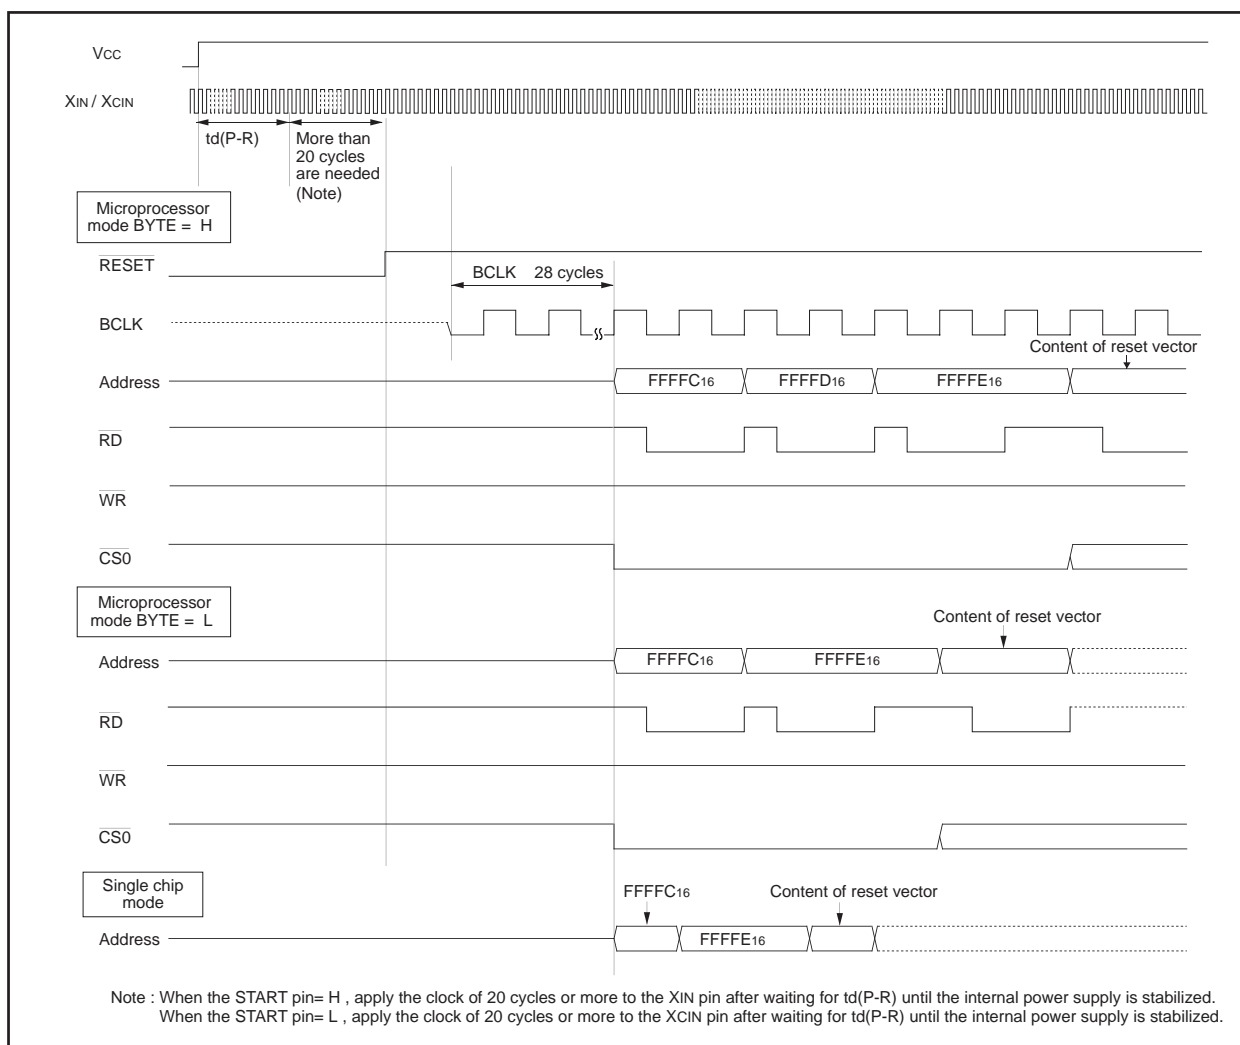 Vcc
XIN / XCIN
td(P-R)
More than
20 cycles
are needed
(Note)
Microprocessor
mode BYTE = H
RESET
BCLK 28 cycles
BCLK
Content of reset vector
Address
FFFFC16
FFFFD16
FFFFE16
RD
WR
CS0
Microprocessor
mode BYTE = L
Content of reset vector
Address
FFFFC16
FFFFE16
RD
WR
CS0
Single chip
mode
FFFFC16
Content of reset vector
Address
FFFFE16
Note : When the START pin= H , apply the clock of 20 cycles or more to the XIN pin after waiting for td(P-R) until the internal power supply is stabilized.
When the START pin= L , apply the clock of 20 cycles or more to the XCIN pin after waiting for td(P-R) until the internal power supply is stabilized.